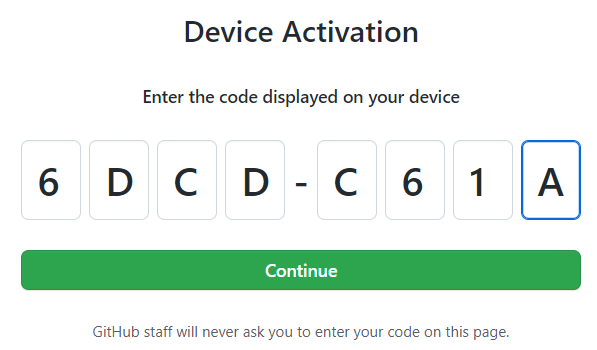 Device Activation
Enter the code displayed on your device
6 D C D - C 6 1 A
Continue
GitHub staff will never ask you to enter your code on this page.